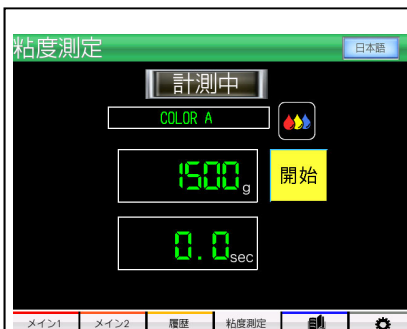 粘度測定
日本語
計測中
COLOR A
1500g
開始
0.0sec
メイン1 メイン2 履歴 粘度測定